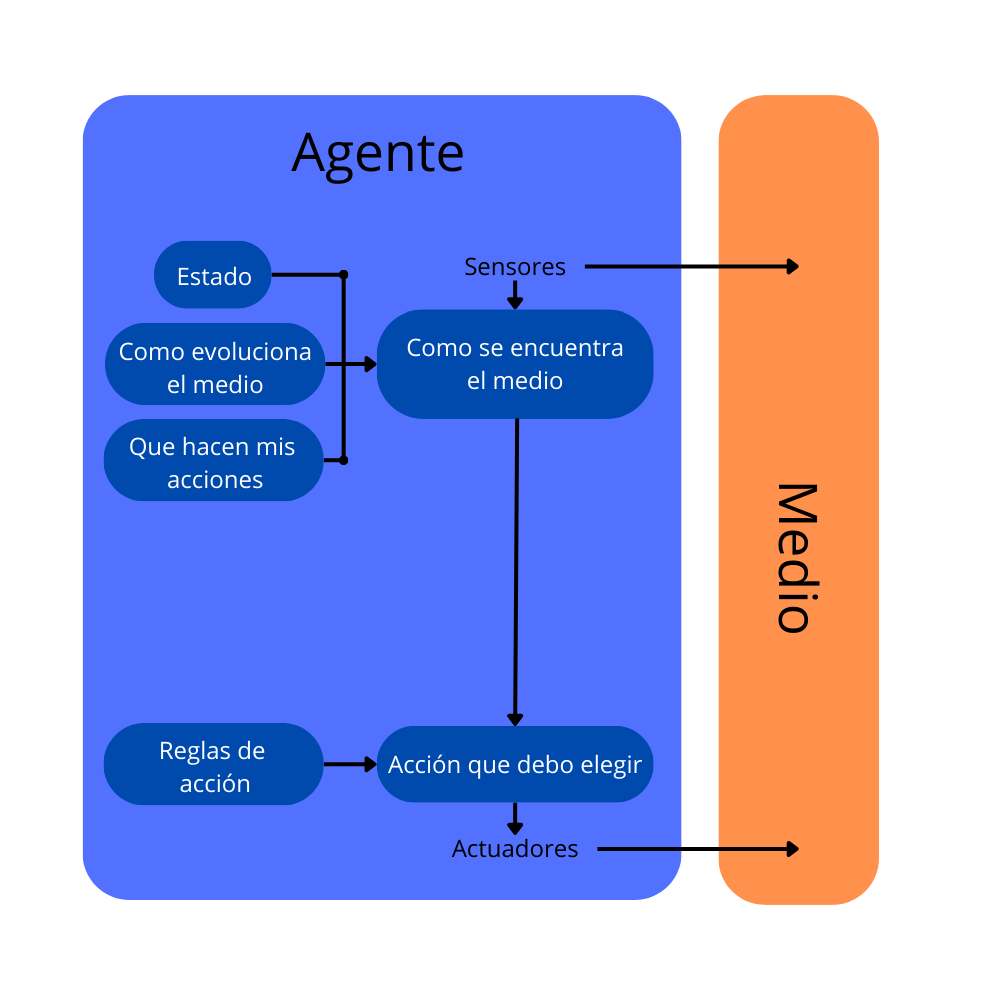 Agente
Estado
Sensores
Como evoluciona
el medio
Como se encuentra
el medio
Que hacen mis
acciones
Medio
Reglas de
acción
Acción que debo elegir
Actuadores